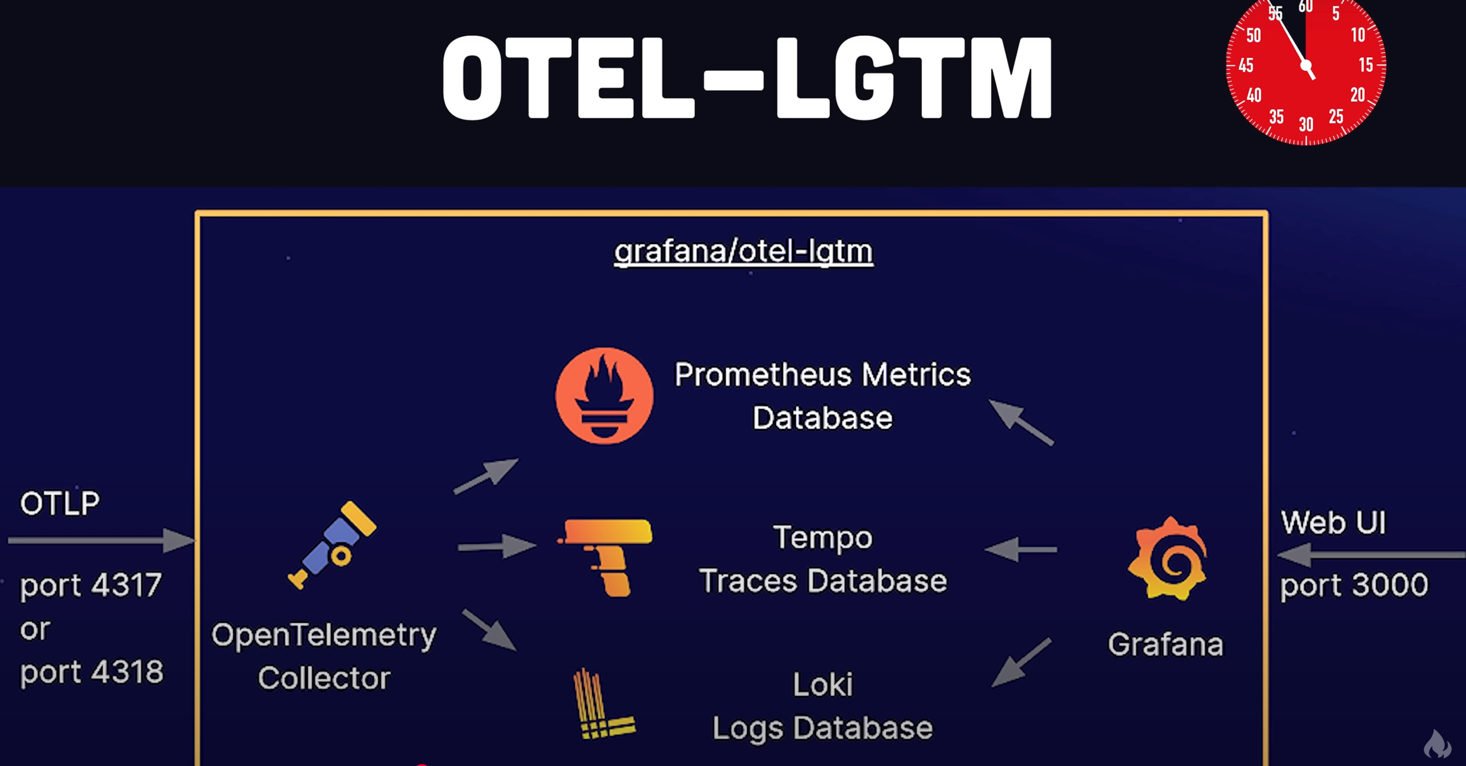 OTEL-LGTM
55 60 5
50 10
45 15
40 20
35 30 25
grafana/otel-lgtm
Prometheus Metrics
Database
OTLP
port 4317
or
port 4318
OpenTelemetry
Collector
Tempo
Traces Database
Loki
Logs Database
Grafana
Web UI
port 3000